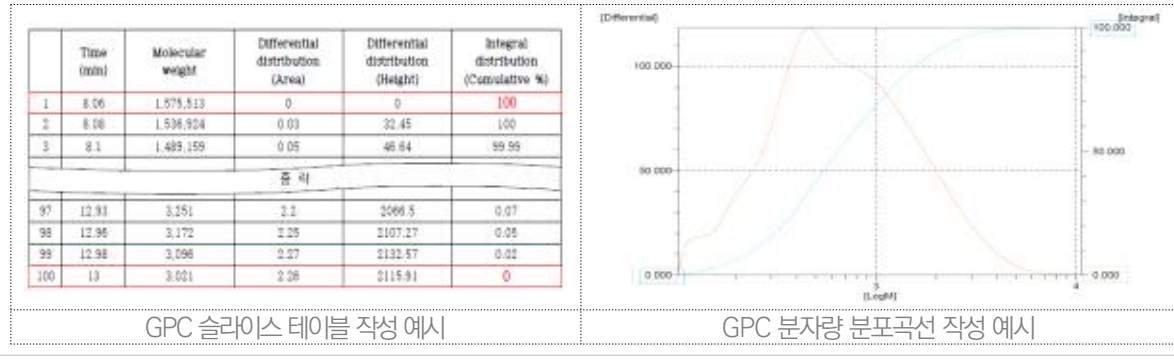 Time (min)
Molecular weight
Differential distribution (Area)
Differential distribution (Height)
Integral distribution (Cumulative %)
1 8.06 1,575,513 0 0 100
2 8.08 1,536,924 0.03 32.45 100
3 8.1 1,489,159 0.05 46.64 99.99
97 12.93 3,251 2.2 2066.5 0.07
98 12.95 3,172 2.25 2107.27 0.05
99 12.98 3,096 2.27 2132.57 0.02
100 13 3,021 2.26 2115.91 0
[Differential]
[Integral]
100.000
100.000
50.000
50.000
0.000
0.000
3
4
[LogM]
GPC 슬라이스 테이블 작성 예시
GPC 분자량 분포곡선 작성 예시